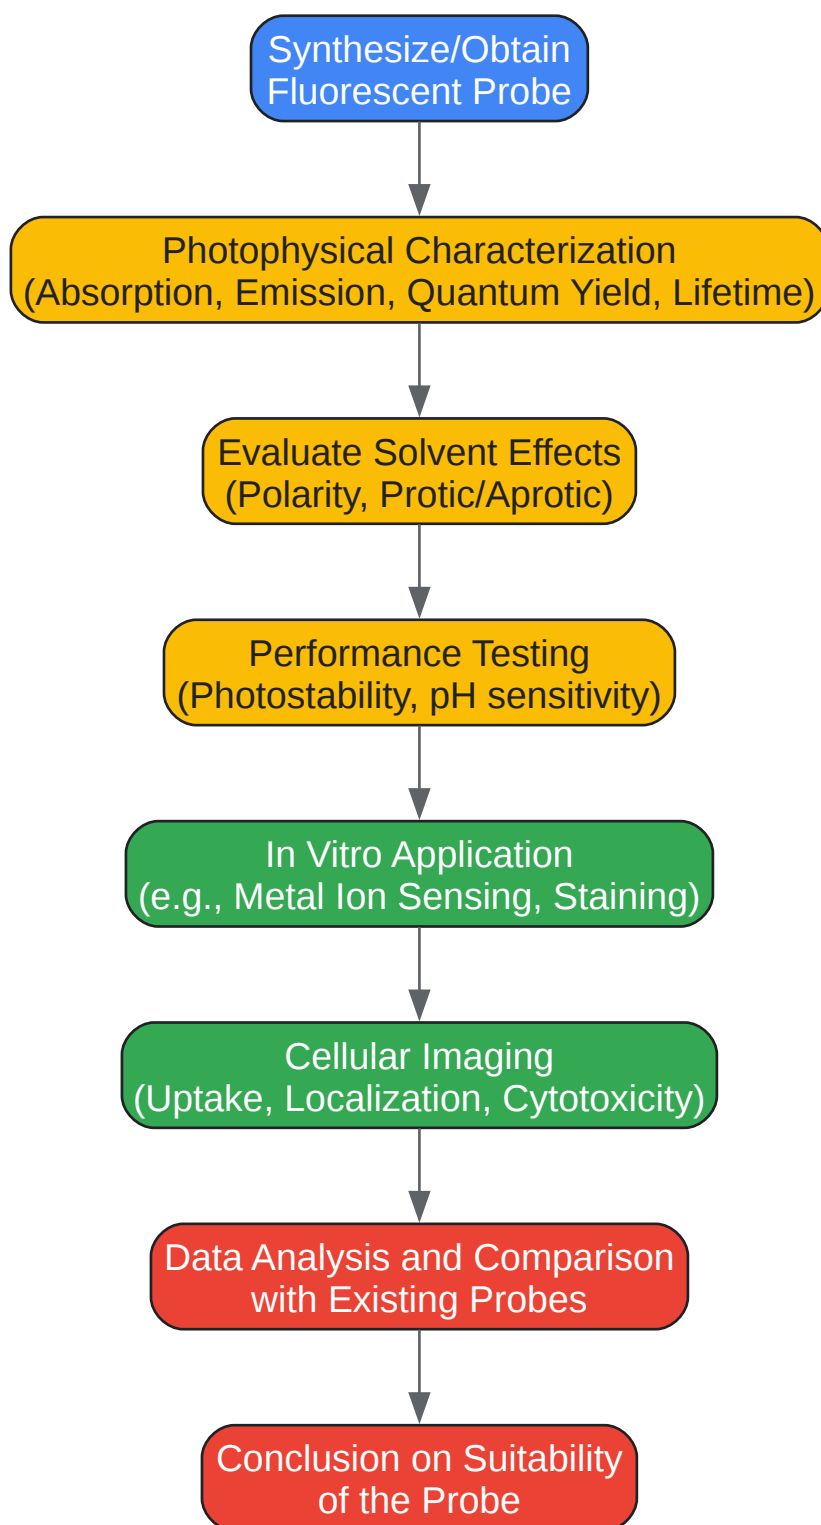 Synthesize/Obtain
Fluorescent Probe
Photophysical Characterization
(Absorption, Emission, Quantum Yield, Lifetime)
Evaluate Solvent Effects
(Polarity, Protic/Aprotic)
Performance Testing
(Photostability, pH sensitivity)
In Vitro Application
(e.g., Metal Ion Sensing, Staining)
Cellular Imaging
(Uptake, Localization, Cytotoxicity)
Data Analysis and Comparison
with Existing Probes
Conclusion on Suitability
of the Probe